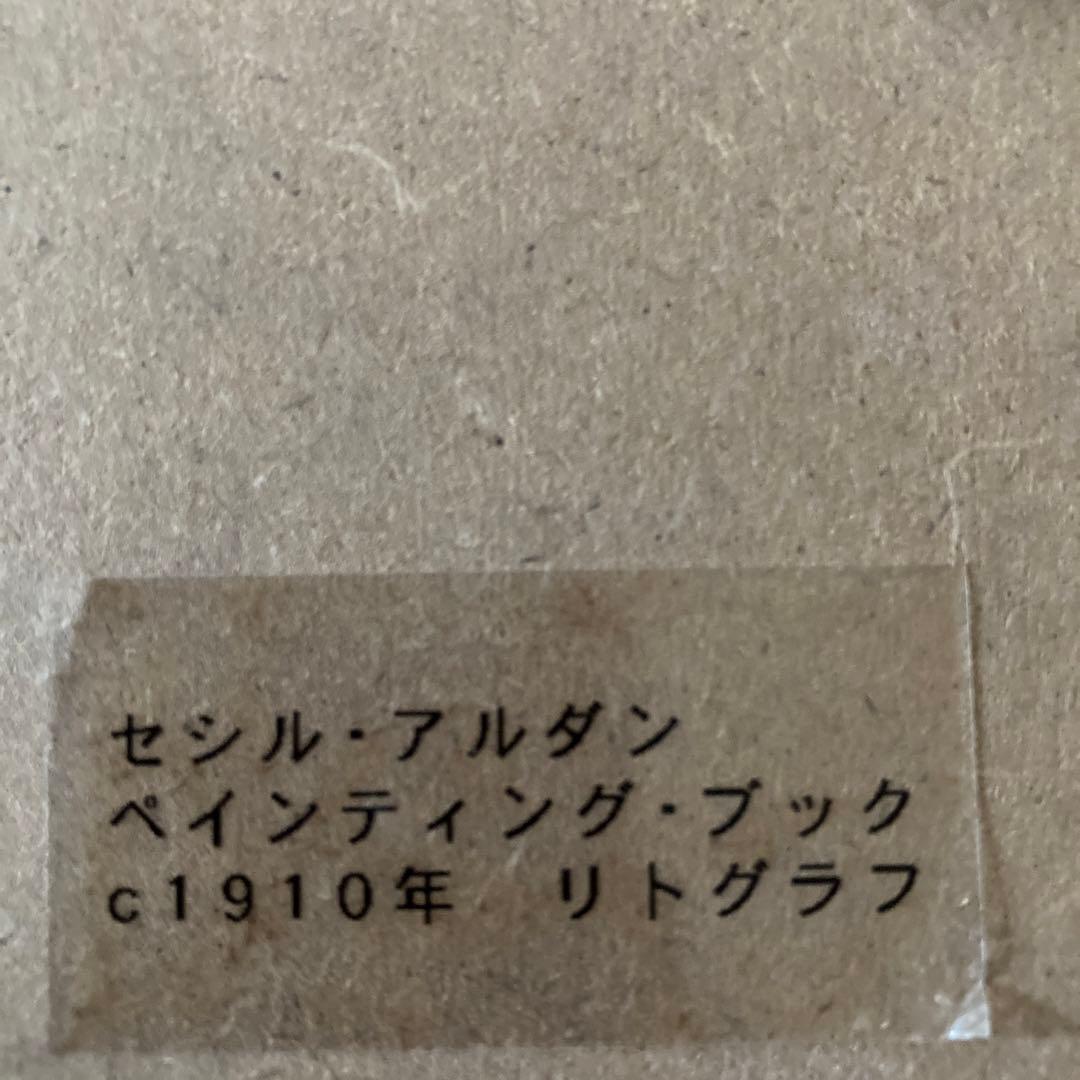 セシル・アルダン
ペインティング・ブック
c1910年　リトグラフ